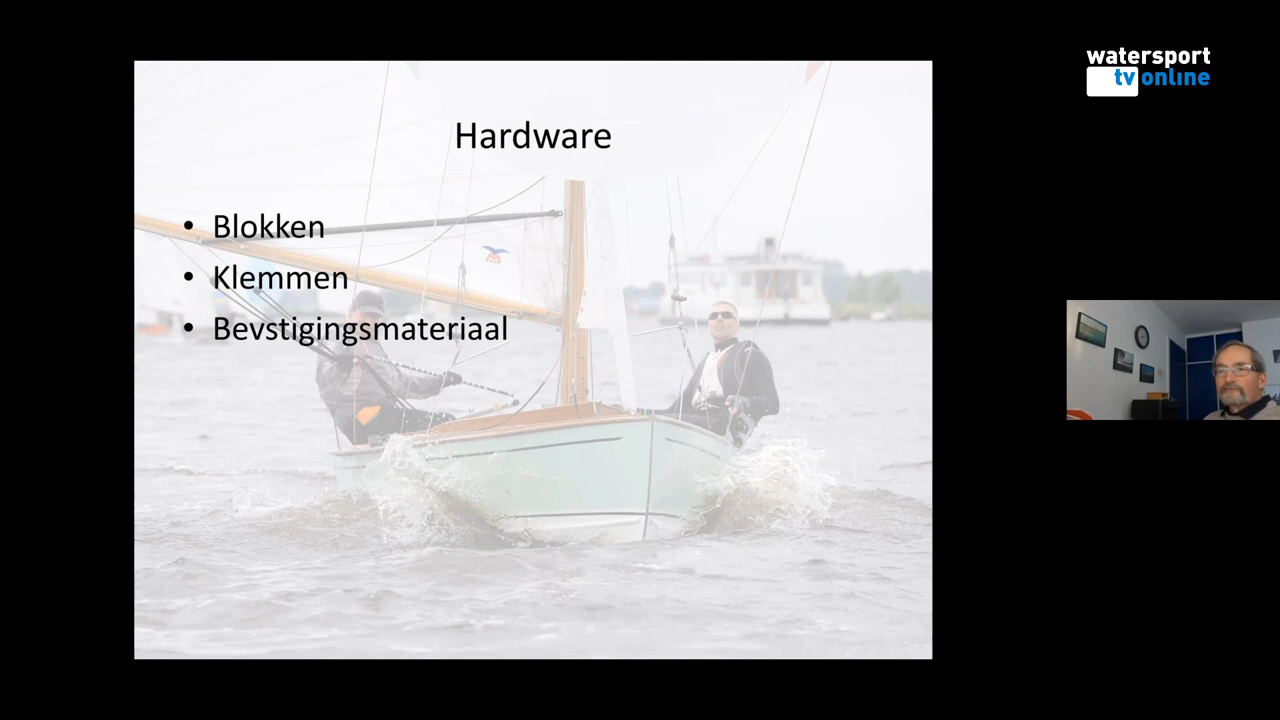 watersport
tv online
Hardware
• Blokken
• Klemmen
• Bevstigingsmateriaal